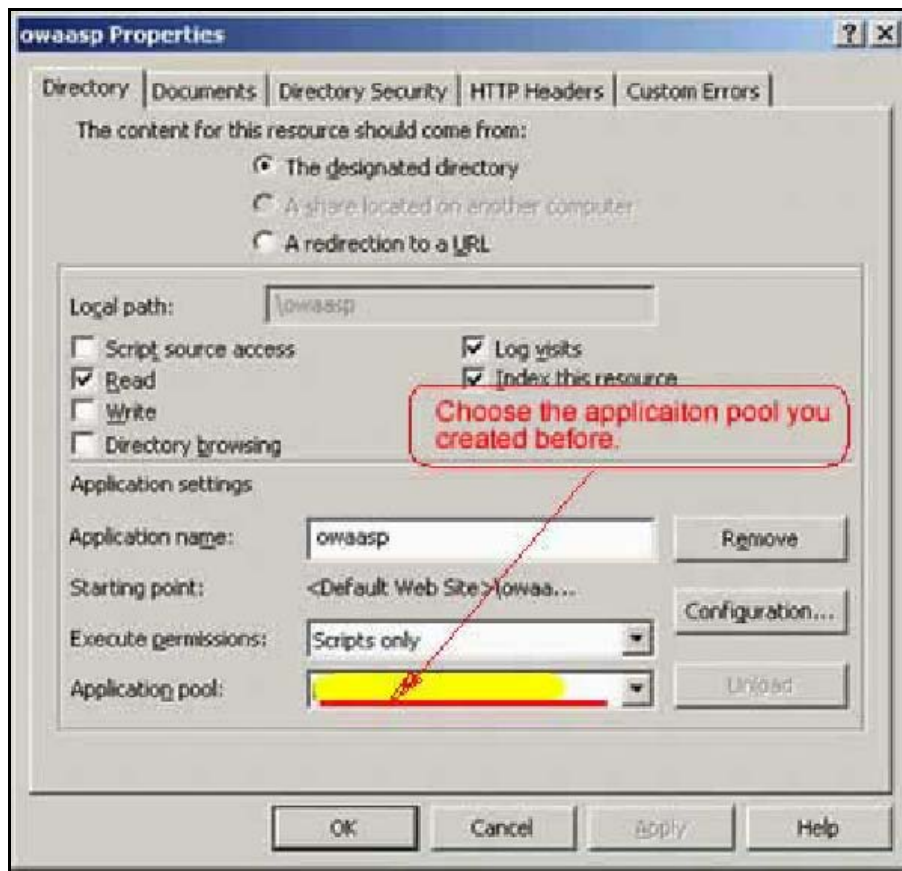 owaasp Properties
Directory
Documents
Directory Security
HTTP Headers
Custom Errors
The content for this resource should come from:
The designated directory
A share located on another computer
A redirection to a URL
Local path:
\owaasp
Script source access
Log visits
Read
Index this resource
Write
Directory browsing
Choose the applicaiton pool you
created before.
Application settings
Application name:
owaasp
Remove
Starting point:
<Default Web Site>\owaa...
Configuration...
Execute permissions:
Scripts only
Application pool:
Unload
OK
Cancel
Apply
Help